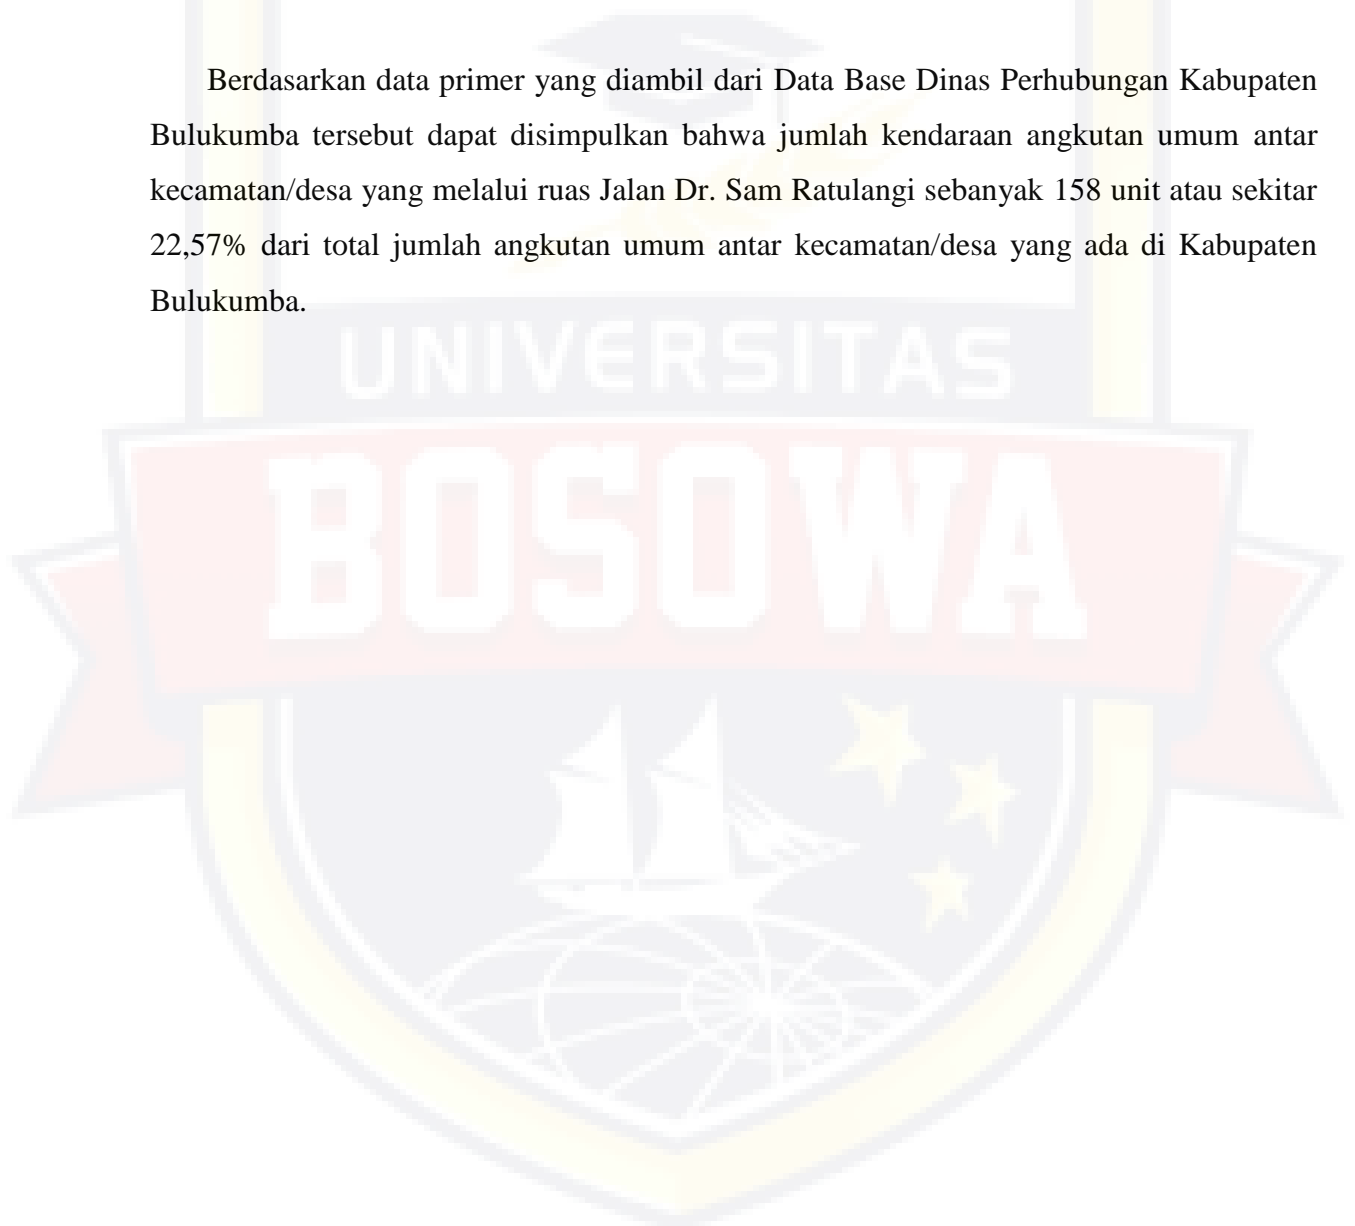 Berdasarkan data primer yang diambil dari Data Base Dinas Perhubungan Kabupaten
Bulukumba tersebut dapat disimpulkan bahwa jumlah kendaraan angkutan umum antar
kecamatan/desa yang melalui ruas Jalan Dr. Sam Ratulangi sebanyak 158 unit atau sekitar
22,57% dari total jumlah angkutan umum antar kecamatan/desa yang ada di Kabupaten
Bulukumba.
UNIVERSITAS
BOSOWA